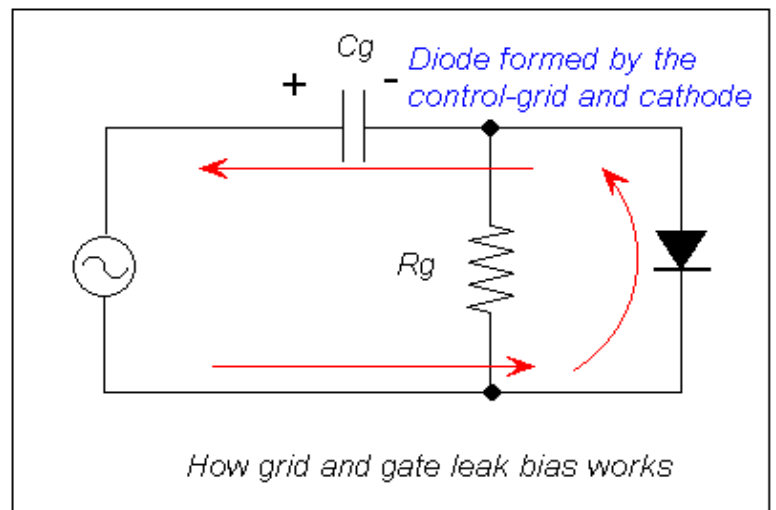 Cg
+ - Diode formed by the
control-grid and cathode
Rg
How grid and gate leak bias works